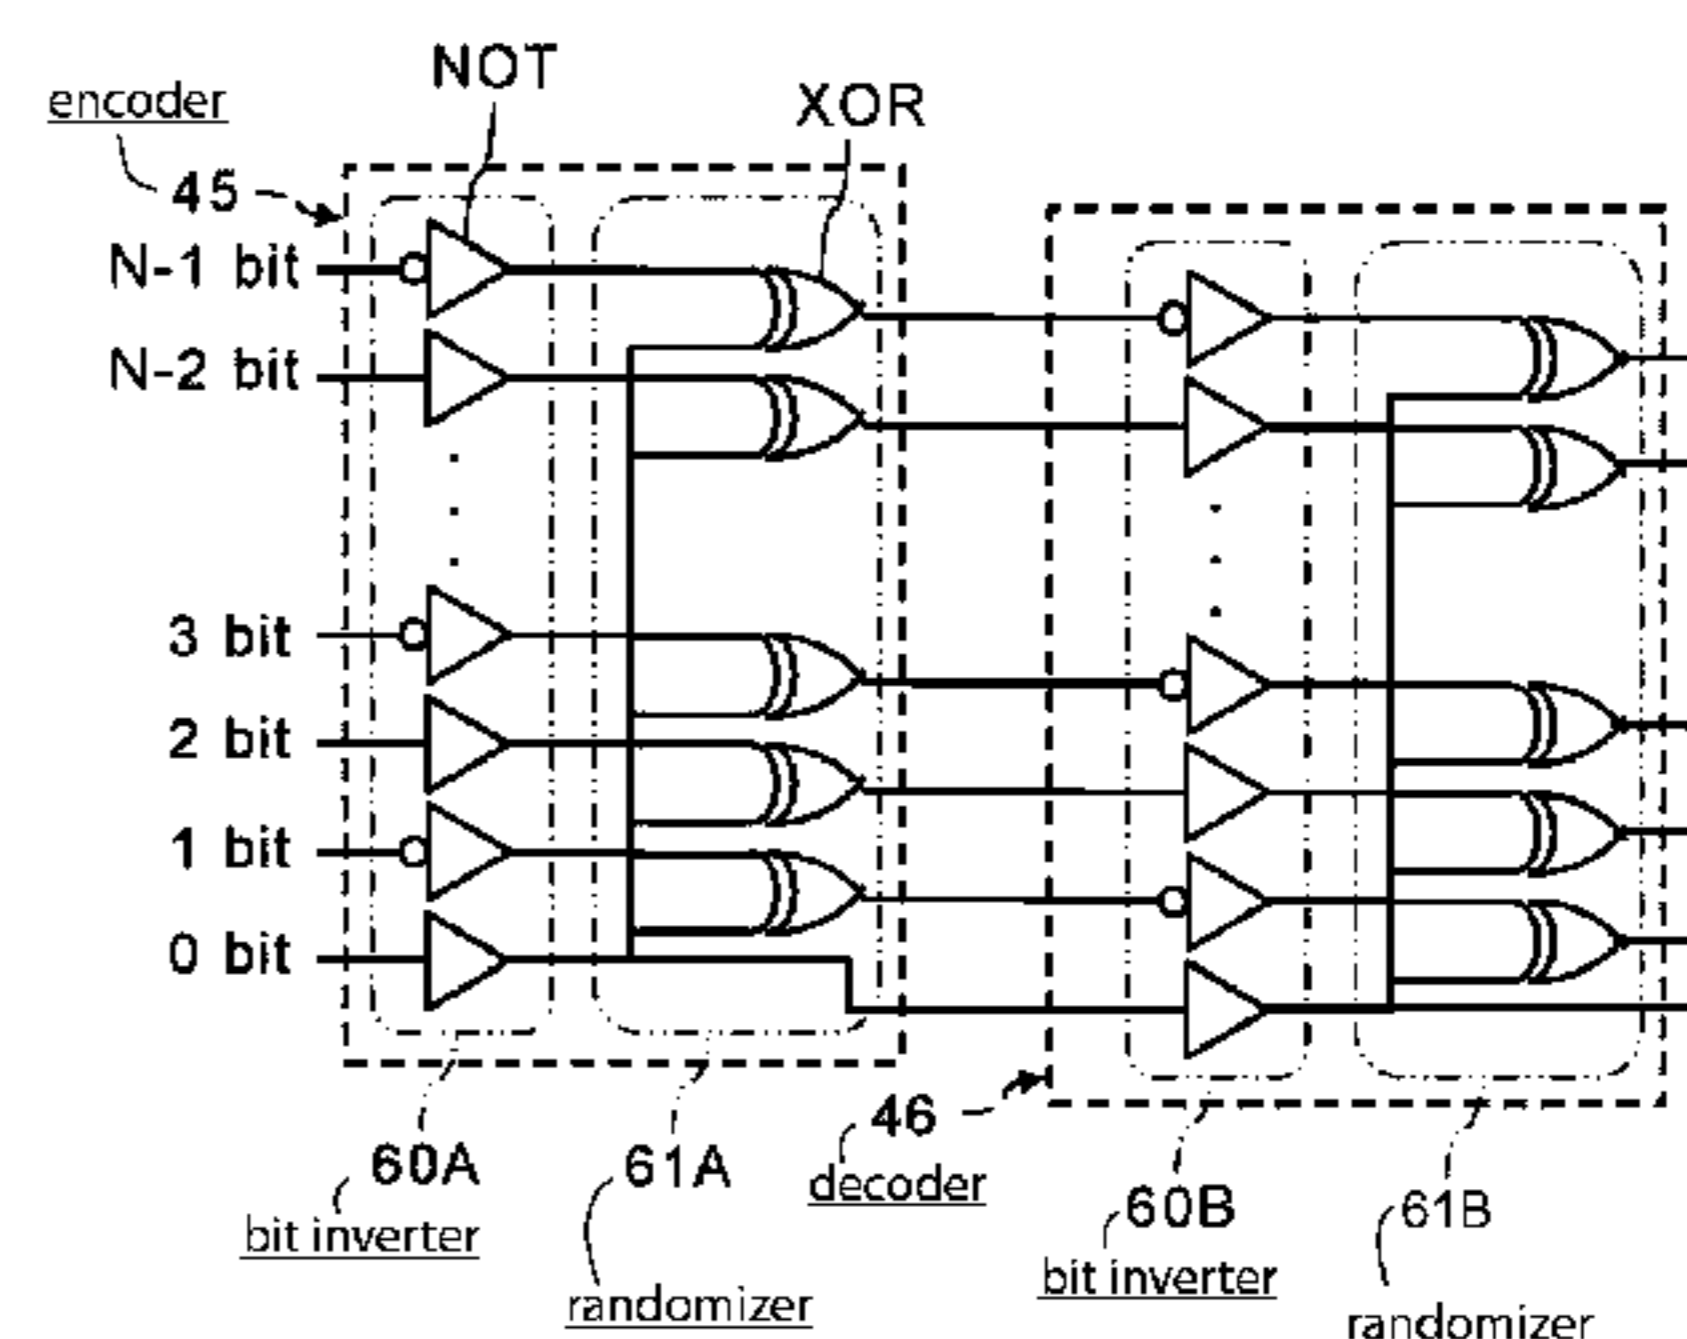 NOT
encoder
XOR
45
N-1 bit
N-2 bit
3 bit
2 bit
1 bit
0 bit
60A
bit inverter
61A
randomizer
46
decoder
60B
bit inverter
61B
randomizer